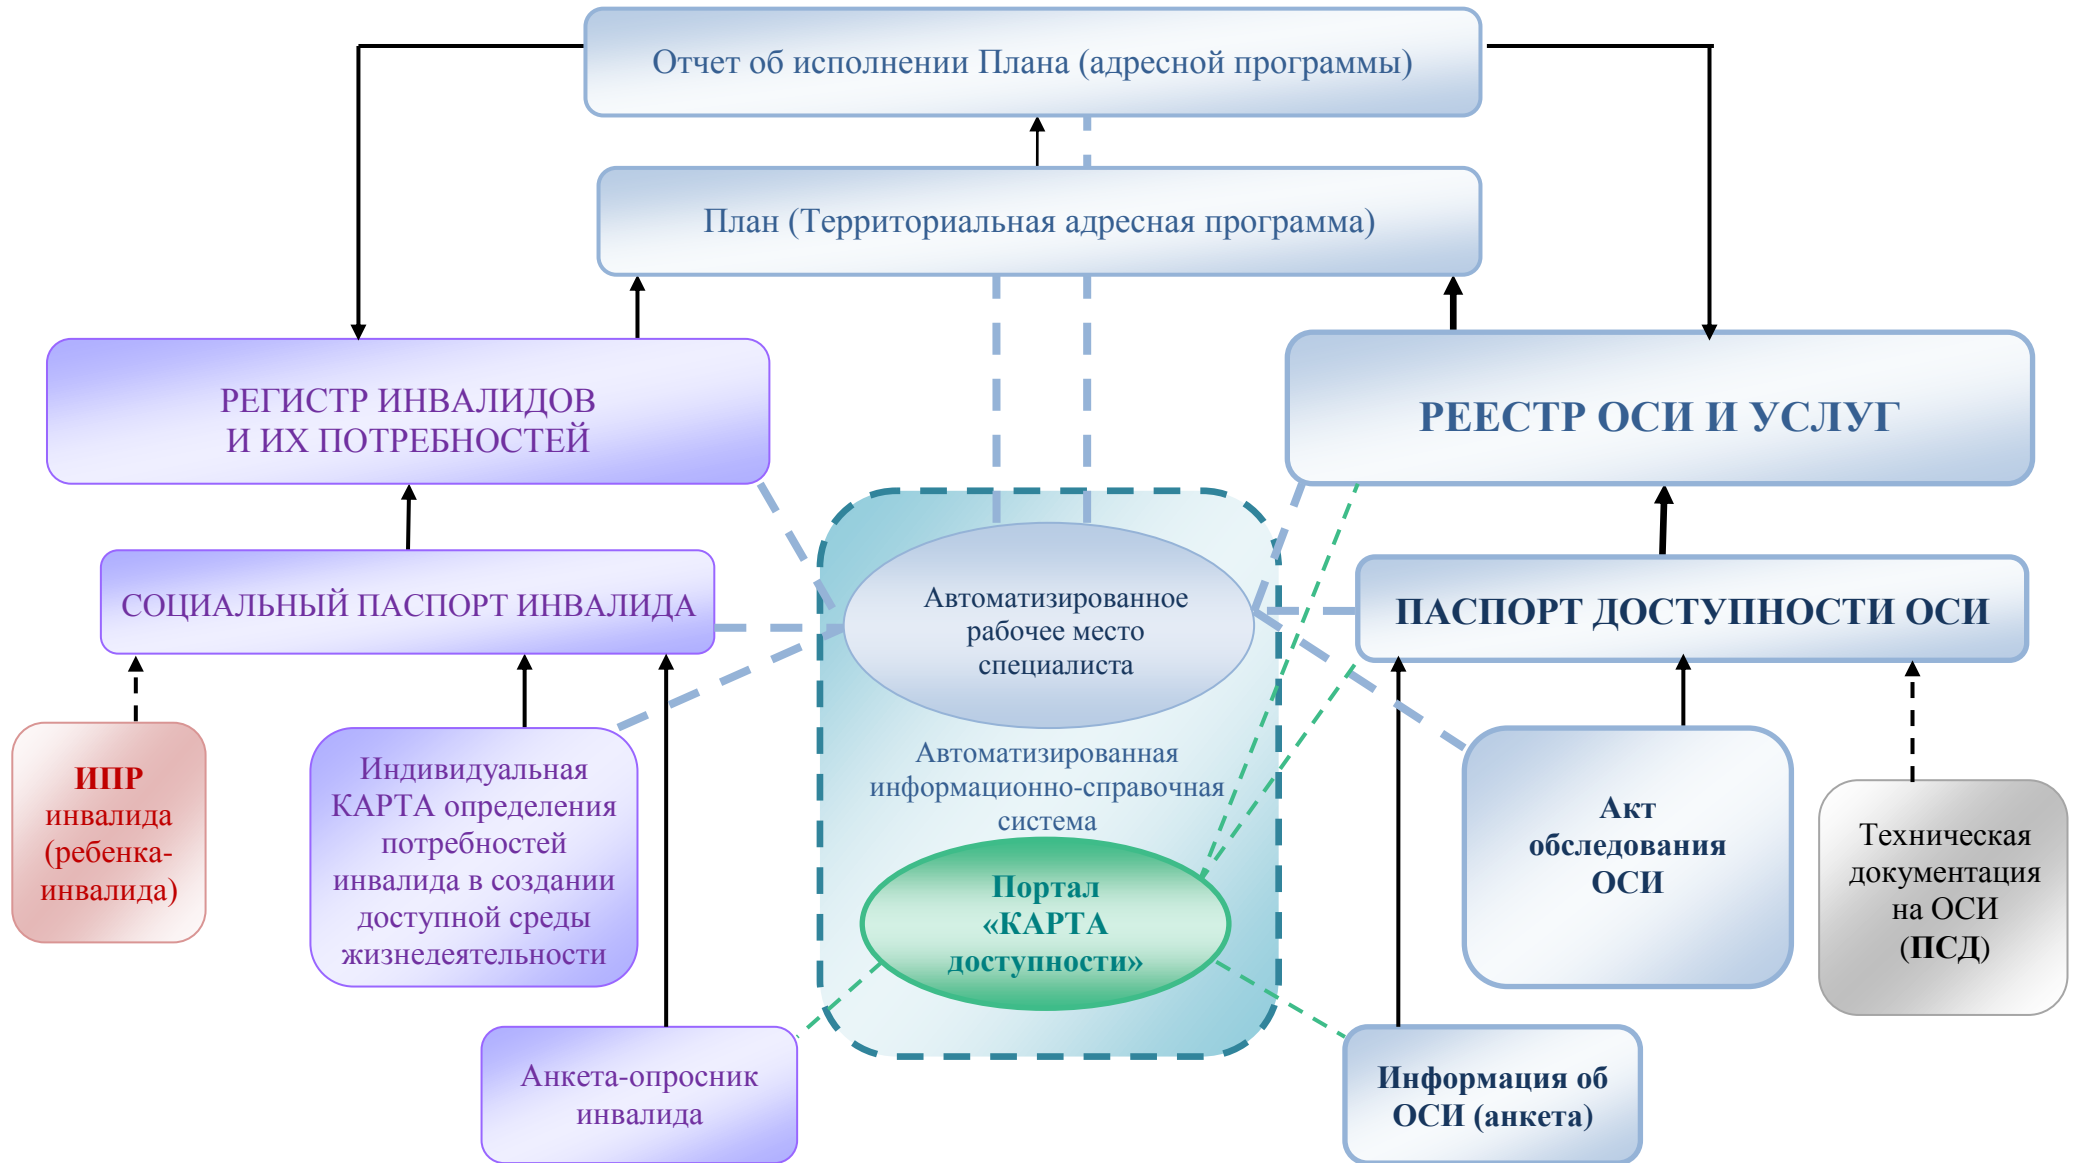 Отчет об исполнении Плана (адресной программы)
План (Территориальная адресная программа)
РЕГИСТР ИНВАЛИДОВ
И ИХ ПОТРЕБНОСТЕЙ
РЕЕСТР ОСИ И УСЛУГ
СОЦИАЛЬНЫЙ ПАСПОРТ ИНВАЛИДА
Автоматизированное
рабочее место
специалиста
ПАСПОРТ ДОСТУПНОСТИ ОСИ
ИПР
инвалида
(ребенка-
инвалида)
Индивидуальная
КАРТА определения
потребностей
инвалида в создании
доступной среды
жизнедеятельности
Автоматизированная
информационно-справочная
система
Портал
«КАРТА
доступности»
Акт
обследования
ОСИ
Техническая
документация
на ОСИ
(ПСД)
Анкета-опросник
инвалида
Информация об
ОСИ (анкета)